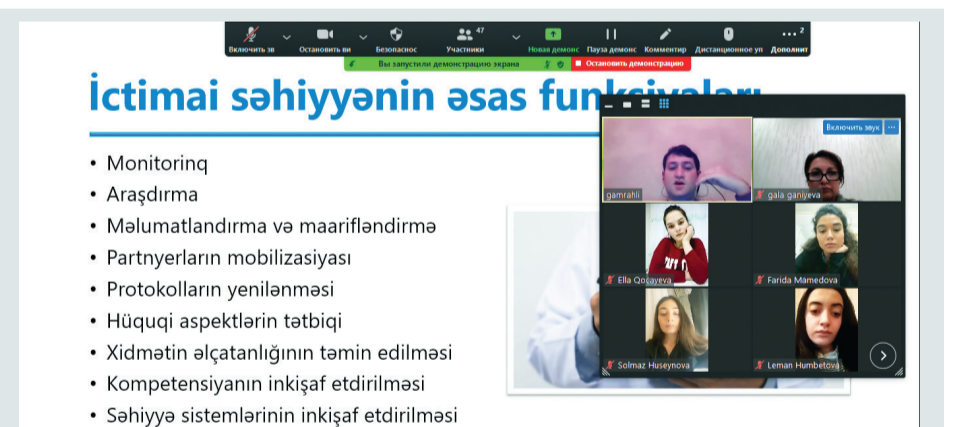 47
2
Включить зв Остановить ви Безопаснос Участники Новая демонс Пауза демонс Комментир Дистанционное уп Дополнит
Вы запустили демонстрацию экрана Остановить демонстрацию
İctimai səhiyyənin əsas funksiyaları
• Monitorinq
• Araşdırma
• Məlumatlandırma və maarifləndirmə
• Partnyerların mobilizasiyası
• Protokolların yenilənməsi
• Hüquqi aspektlərin tətbiqi
• Xidmətin əlçatanlığının təmin edilməsi
• Kompetensiyanın inkişaf etdirilməsi
• Səhiyyə sistemlərinin inkişaf etdirilməsi
Включить звук
gamrahli
gala ganiyeva
Ella Qocayeva
Farida Mamedova
Solmaz Huseynova
Leman Humbetova